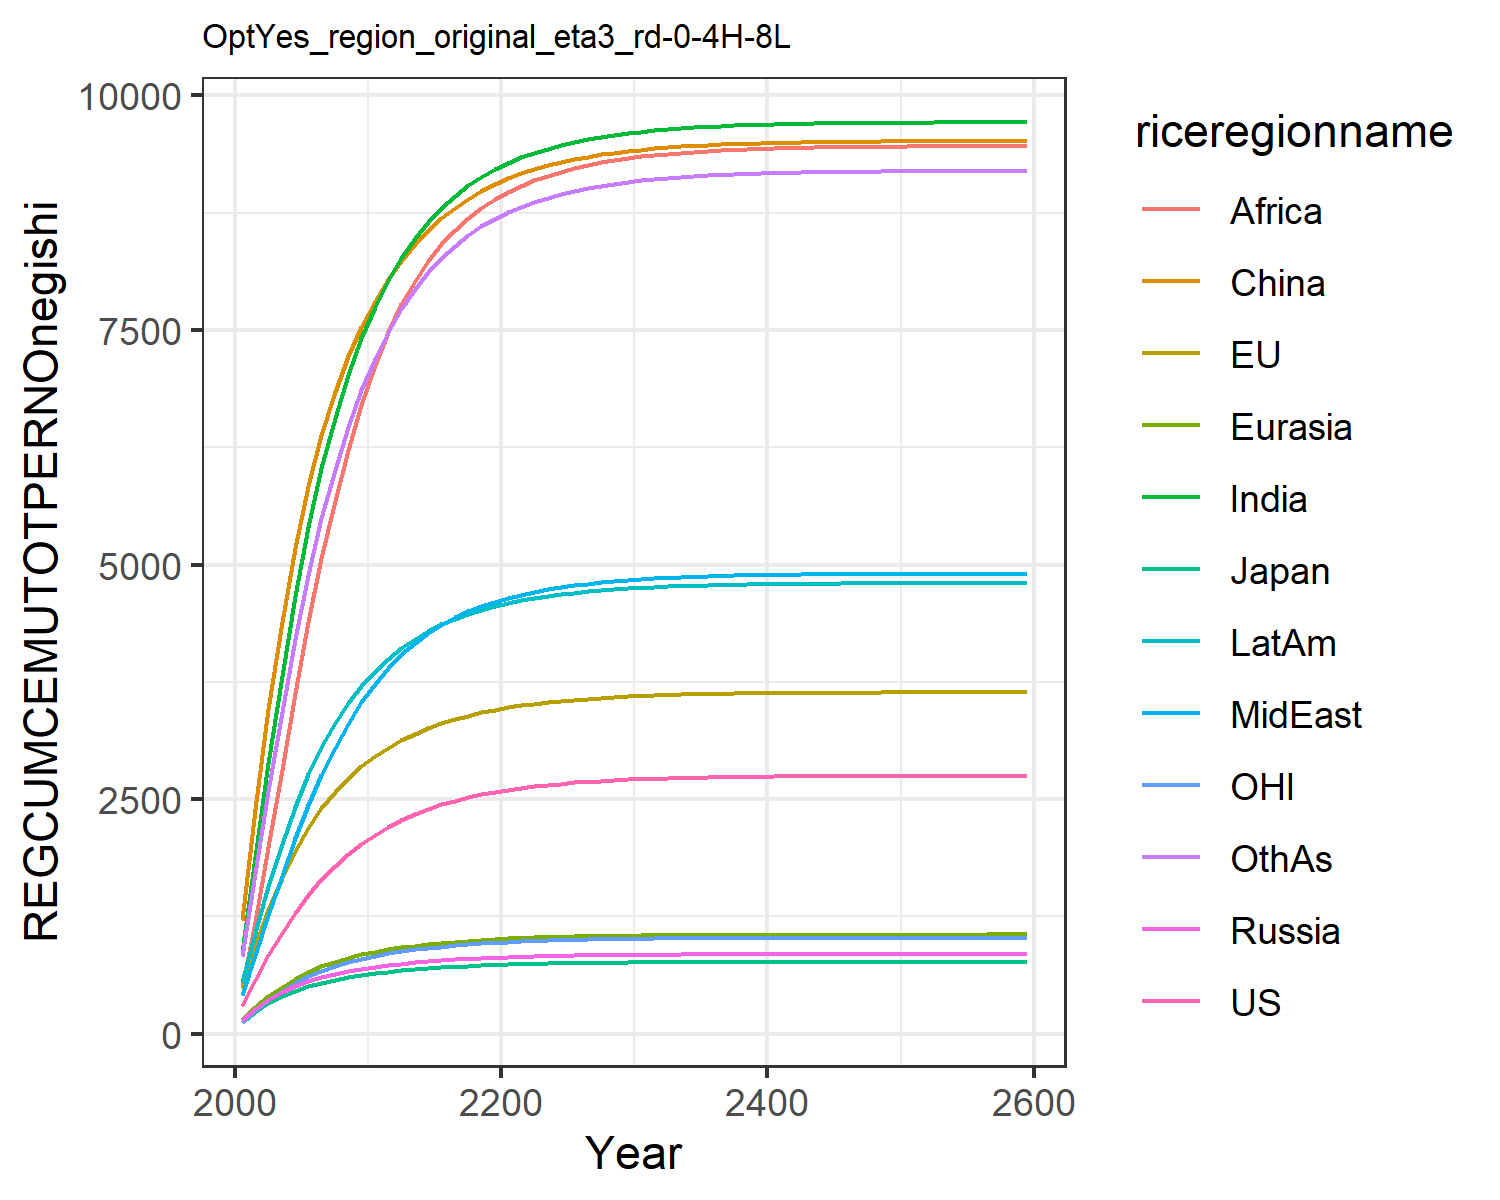 OptYes_region_original_eta3_rd-0-4H-8L
REGCUMCEMUTOTPERNOnegishi
10000
7500
5000
2500
0
2000
2200
2400
2600
Year
riceregionname
Africa
China
EU
Eurasia
India
Japan
LatAm
MidEast
OHI
OthAs
Russia
US